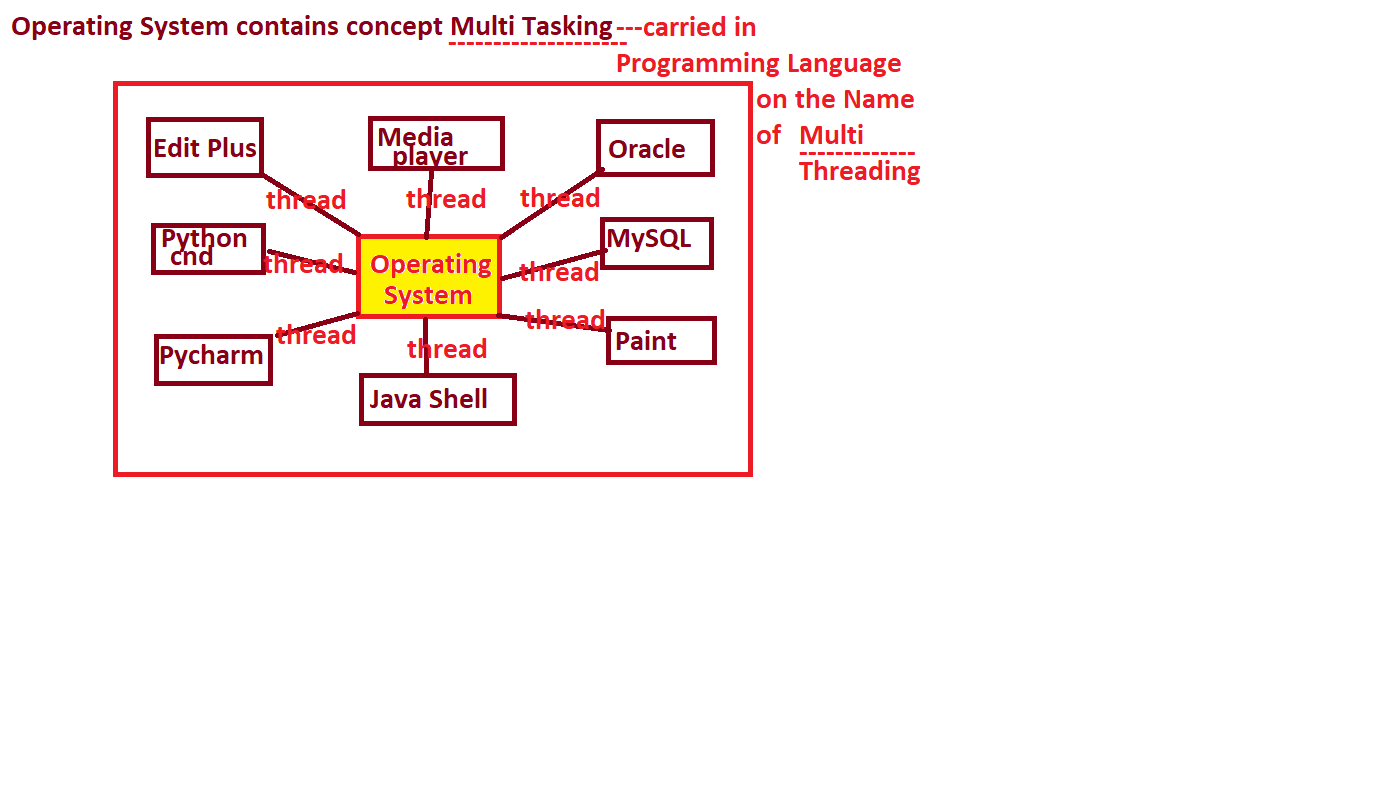 Operating System contains concept Multi Tasking ---carried in
Programming Language
on the Name
of Multi
Threading
Edit Plus
Media
player
Oracle
thread
thread
thread
Python
cnd
MySQL
thread
Operating
System
thread
thread
thread
Pycharm
thread
Paint
Java Shell